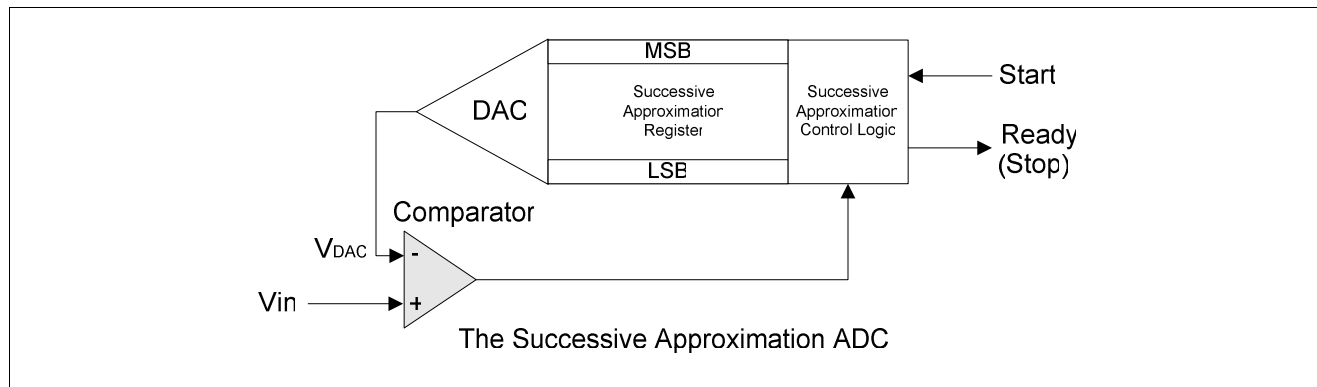 MSB
DAC
Successive
Approximation
Register
Successive
Approximation
Control Logic
Start
Ready
(Stop)
LSB
Comparator
VDAC
-
Vin
+
The Successive Approximation ADC